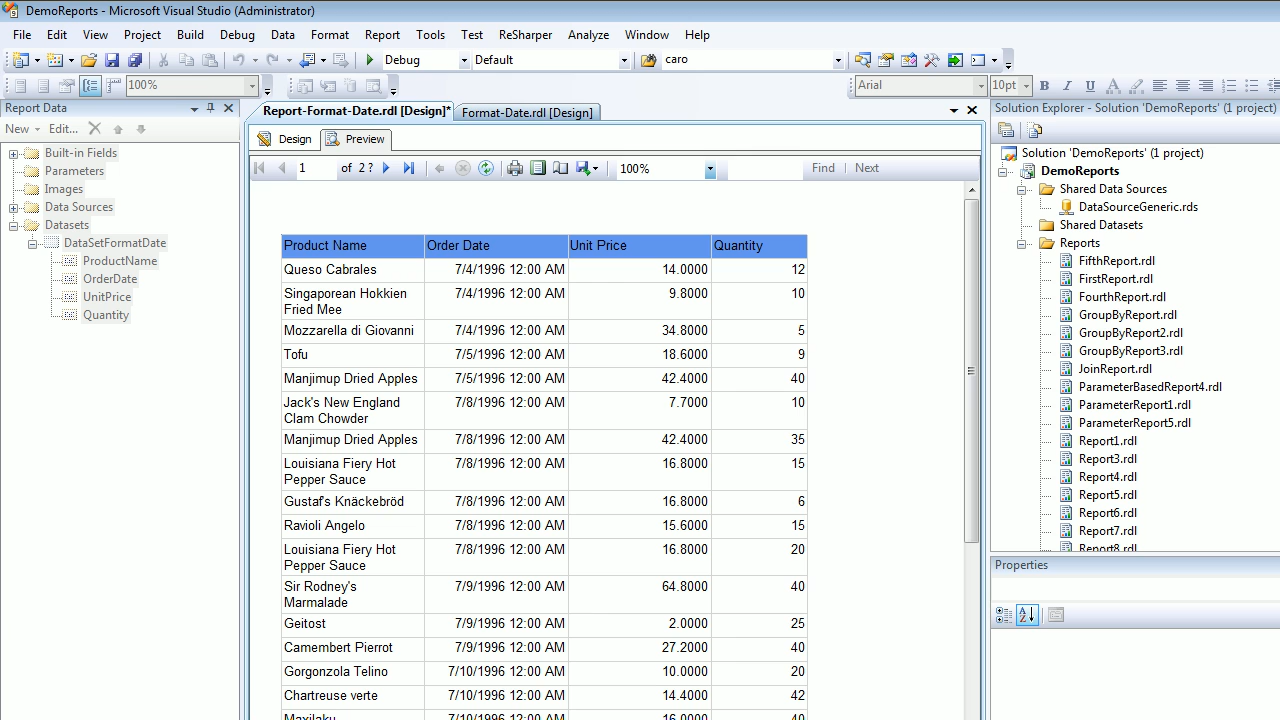 DemoReports - Microsoft Visual Studio (Administrator)
File Edit View Project Build Debug Data Format Report Tools Test ReSharper Analyze Window Help
Debug Default caro
100% Arial 10pt B I U A
Report Data
New Edit...
Built-in Fields
Parameters
Images
Data Sources
Datasets
DataSetFormatDate
ProductName
OrderDate
UnitPrice
Quantity
Report-Format-Date.rdl [Design]* Format-Date.rdl [Design]
Design Preview
1 of 2 ? 100% Find | Next
Product Name Order Date Unit Price Quantity
Queso Cabrales 7/4/1996 12:00 AM 14.0000 12
Singaporean Hokkien
Fried Mee 7/4/1996 12:00 AM 9.8000 10
Mozzarella di Giovanni 7/4/1996 12:00 AM 34.8000 5
Tofu 7/5/1996 12:00 AM 18.6000 9
Manjimup Dried Apples 7/5/1996 12:00 AM 42.4000 40
Jack's New England
Clam Chowder 7/8/1996 12:00 AM 7.7000 10
Manjimup Dried Apples 7/8/1996 12:00 AM 42.4000 35
Louisiana Fiery Hot
Pepper Sauce 7/8/1996 12:00 AM 16.8000 15
Gustaf's Knäckebröd 7/8/1996 12:00 AM 16.8000 6
Ravioli Angelo 7/8/1996 12:00 AM 15.6000 15
Louisiana Fiery Hot
Pepper Sauce 7/8/1996 12:00 AM 16.8000 20
Sir Rodney's
Marmalade 7/9/1996 12:00 AM 64.8000 40
Geitost 7/9/1996 12:00 AM 2.0000 25
Camembert Pierrot 7/9/1996 12:00 AM 27.2000 40
Gorgonzola Telino 7/10/1996 12:00 AM 10.0000 20
Chartreuse verte 7/10/1996 12:00 AM 14.4000 42
Maxilaku 7/10/1996 12:00 AM 16.0000 40
Solution Explorer - Solution 'DemoReports' (1 project)
Solution 'DemoReports' (1 project)
DemoReports
Shared Data Sources
DataSourceGeneric.rds
Shared Datasets
Reports
FifthReport.rdl
FirstReport.rdl
FourthReport.rdl
GroupByReport.rdl
GroupByReport2.rdl
GroupByReport3.rdl
JoinReport.rdl
ParameterBasedReport4.rdl
ParameterReport1.rdl
ParameterReport5.rdl
Report1.rdl
Report3.rdl
Report4.rdl
Report5.rdl
Report6.rdl
Report7.rdl
Report8.rdl
Properties